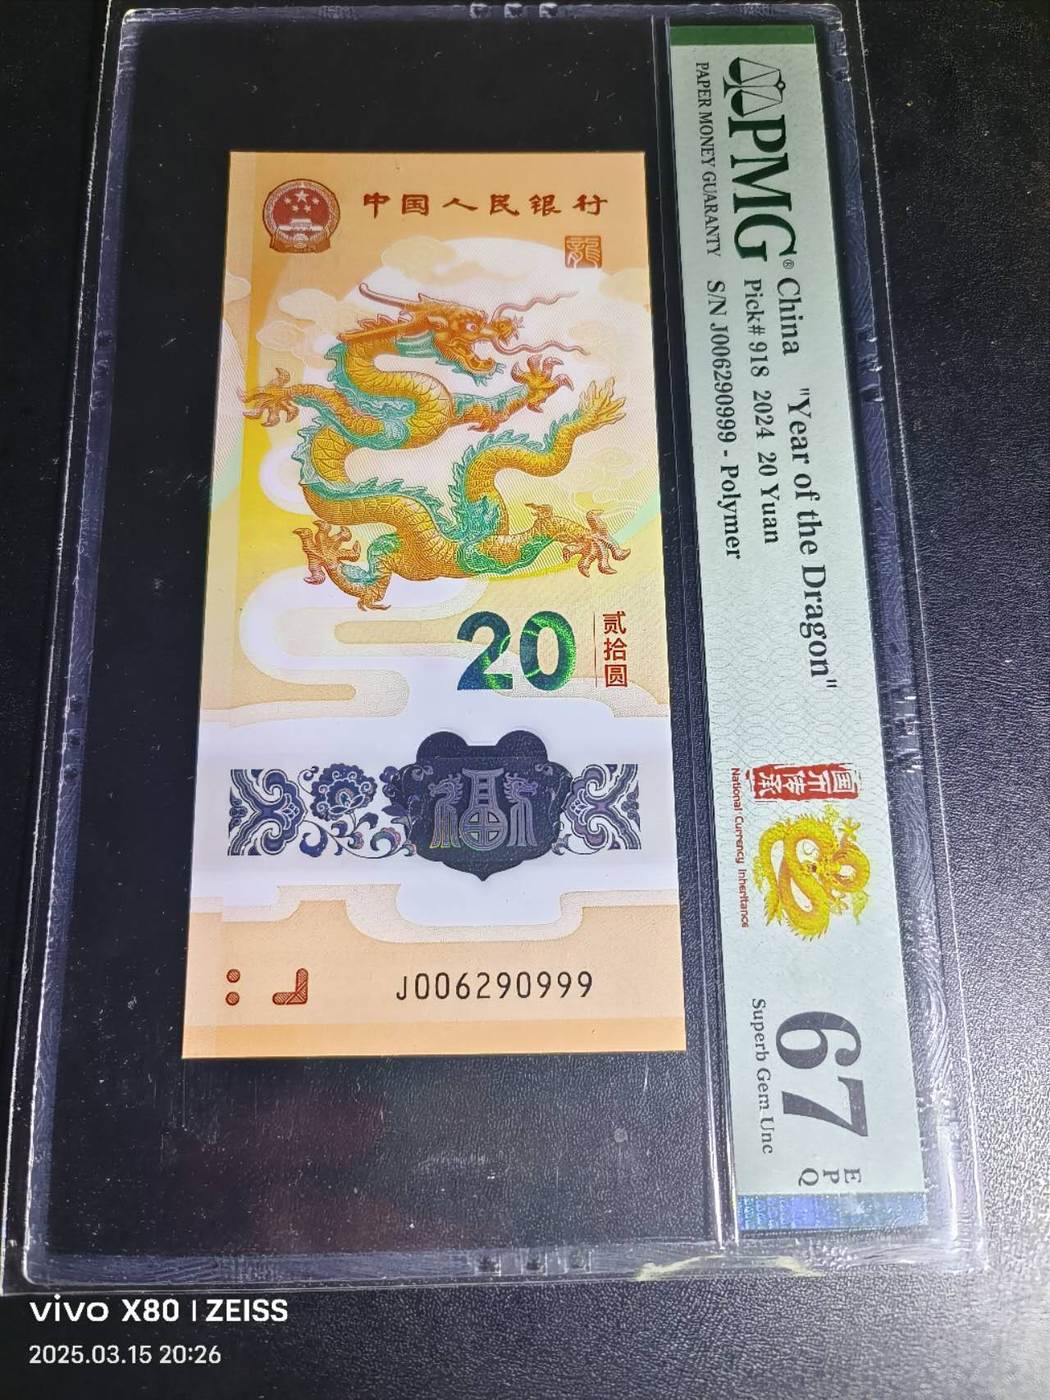 中国人民银行
龍
20
贰拾圆
福
J006290999
PMG®
PAPER MONEY GUARANTY
China "Year of the Dragon"
Pick# 918 2024 20 Yuan
S/N J006290999 - Polymer
国币传承
National Currency Inheritance
67
EPQ
Superb Gem Unc
vivo X80 | ZEISS
2025.03.15 20:26